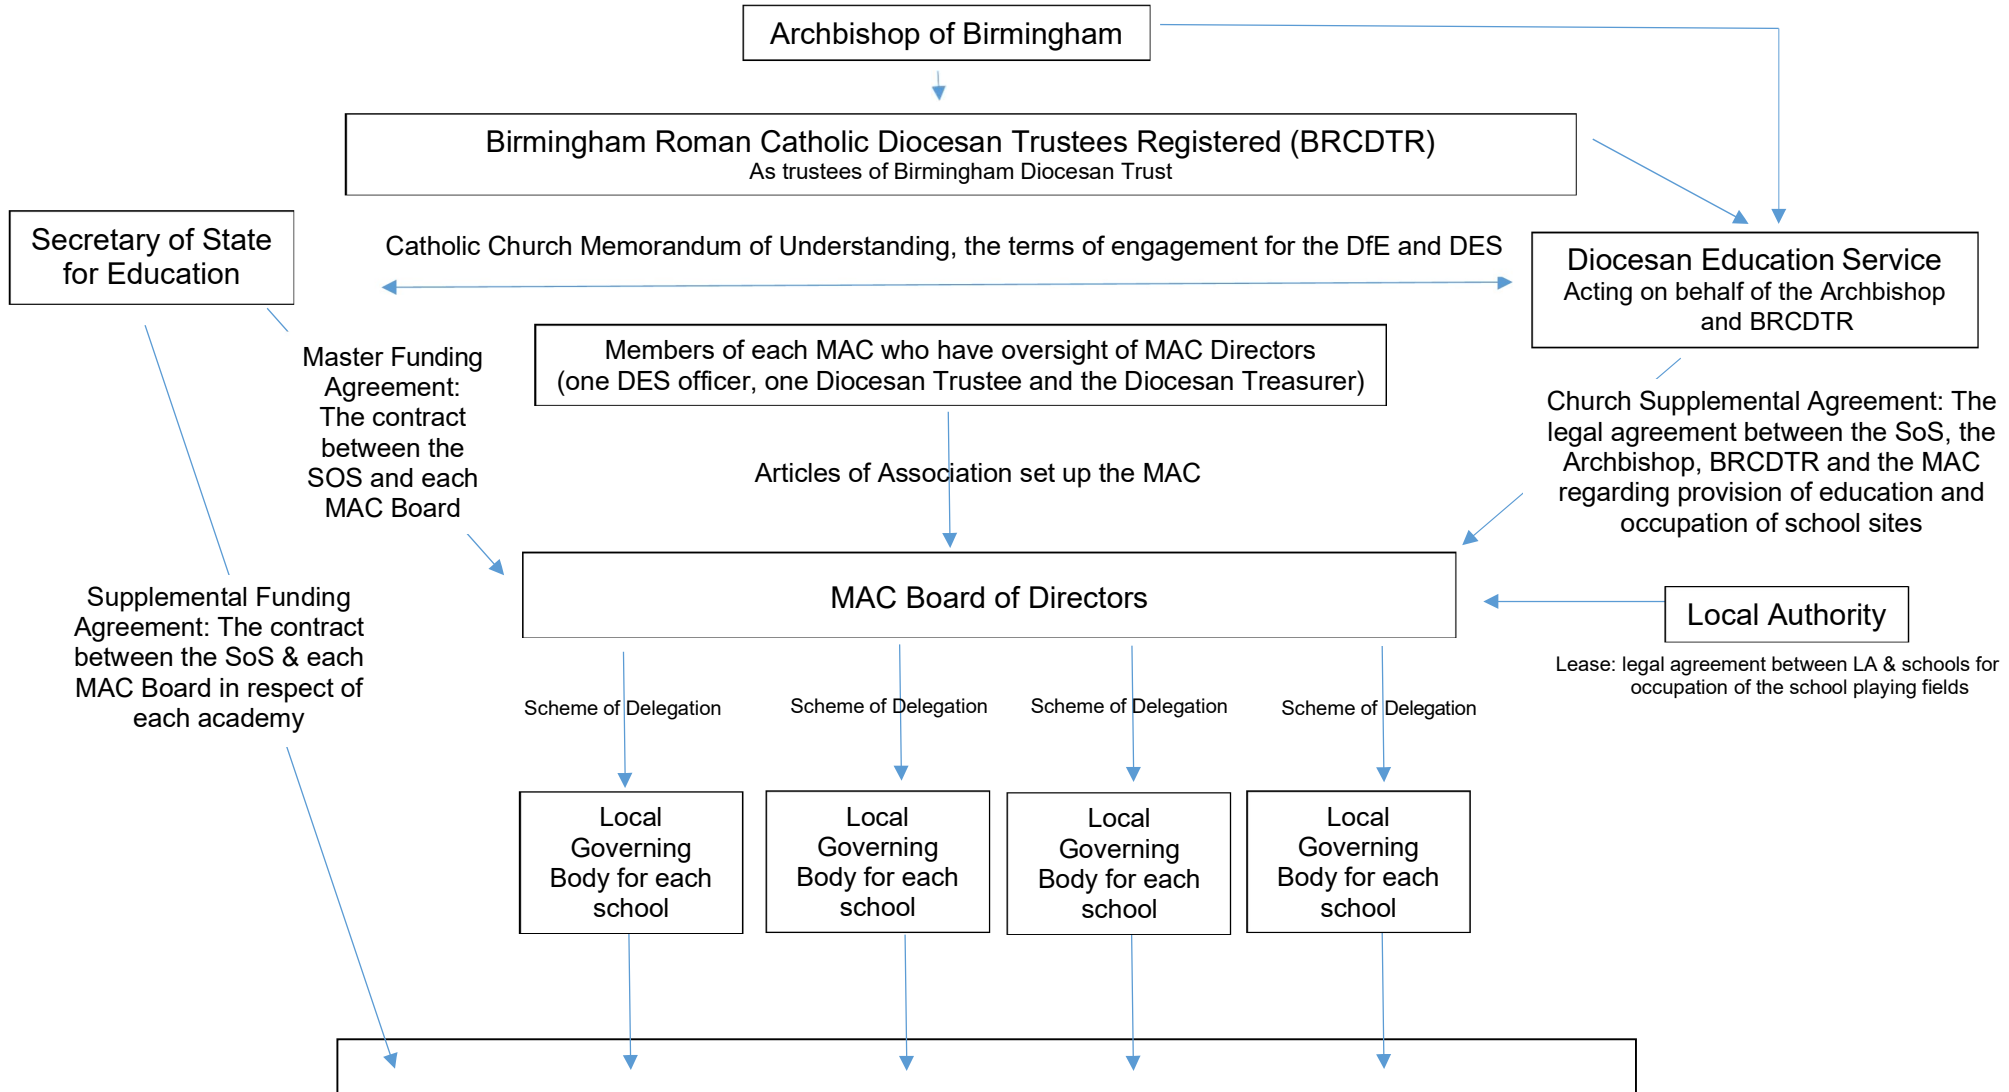 Archbishop of Birmingham
Birmingham Roman Catholic Diocesan Trustees Registered (BRCDTR)
As trustees of Birmingham Diocesan Trust
Secretary of State
for Education
Catholic Church Memorandum of Understanding, the terms of engagement for the DfE and DES
Diocesan Education Service
Acting on behalf of the Archbishop
and BRCDTR
Members of each MAC who have oversight of MAC Directors
(one DES officer, one Diocesan Trustee and the Diocesan Treasurer)
Master Funding
Agreement:
The contract
between the
SOS and each
MAC Board
Church Supplemental Agreement: The
legal agreement between the SoS, the
Archbishop, BRCDTR and the MAC
regarding provision of education and
occupation of school sites
Articles of Association set up the MAC
MAC Board of Directors
Supplemental Funding
Agreement: The contract
between the SoS & each
MAC Board in respect of
each academy
Local Authority
Lease: legal agreement between LA & schools for
occupation of the school playing fields
Scheme of Delegation
Scheme of Delegation
Scheme of Delegation
Scheme of Delegation
Local
Governing
Body for each
school
Local
Governing
Body for each
school
Local
Governing
Body for each
school
Local
Governing
Body for each
school